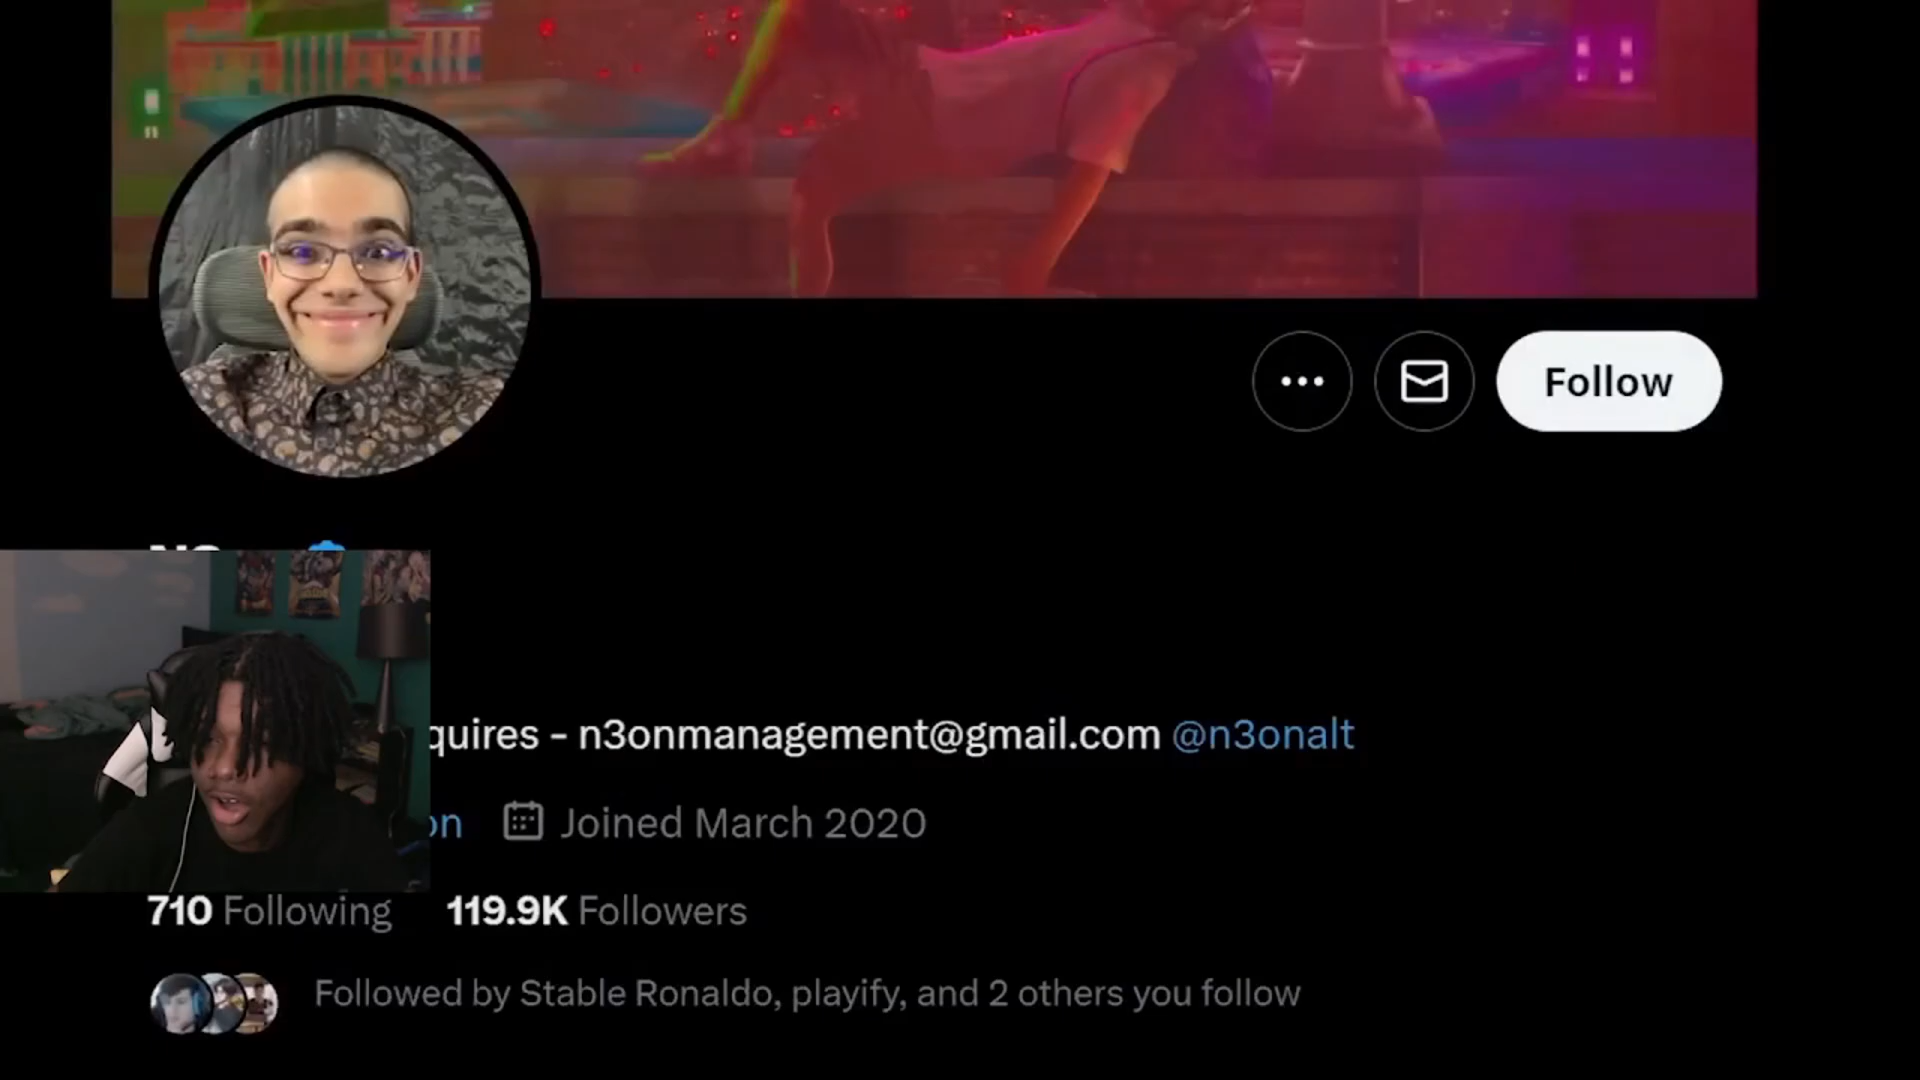 Follow
quires - n3onmanagement@gmail.com @n3onalt
on Joined March 2020
710 Following 119.9K Followers
Followed by Stable Ronaldo, playify, and 2 others you follow